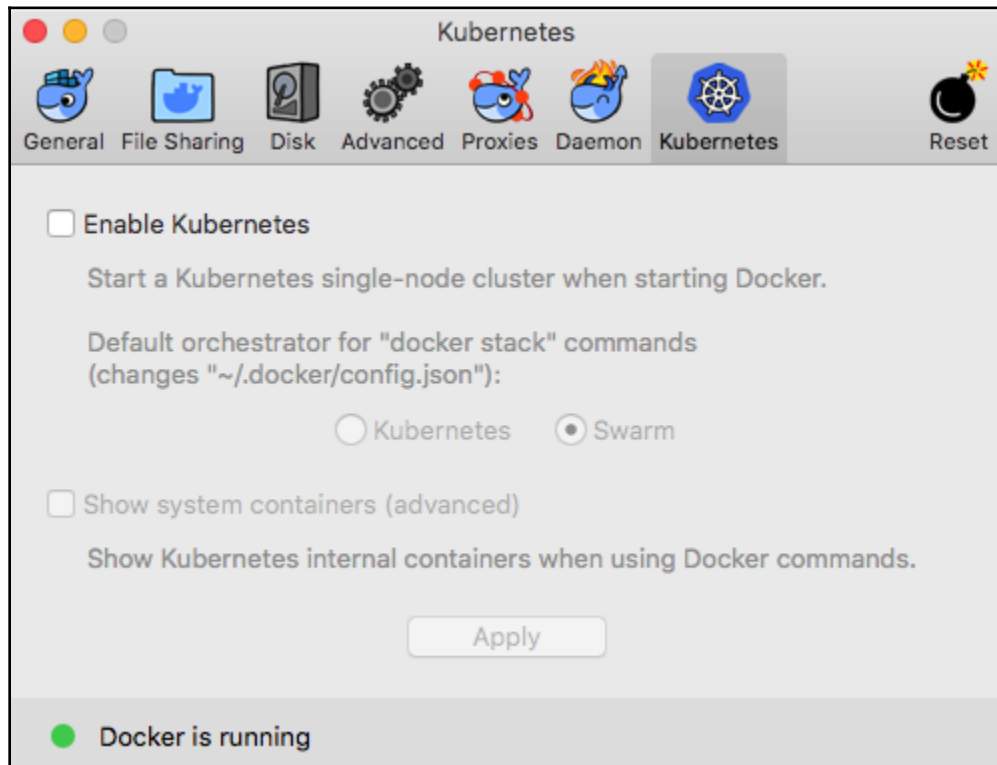 Kubernetes
General File Sharing Disk Advanced Proxies Daemon Kubernetes Reset
Enable Kubernetes
Start a Kubernetes single-node cluster when starting Docker.
Default orchestrator for "docker stack" commands
(changes "~/.docker/config.json"):
Kubernetes Swarm
Show system containers (advanced)
Show Kubernetes internal containers when using Docker commands.
Apply
Docker is running